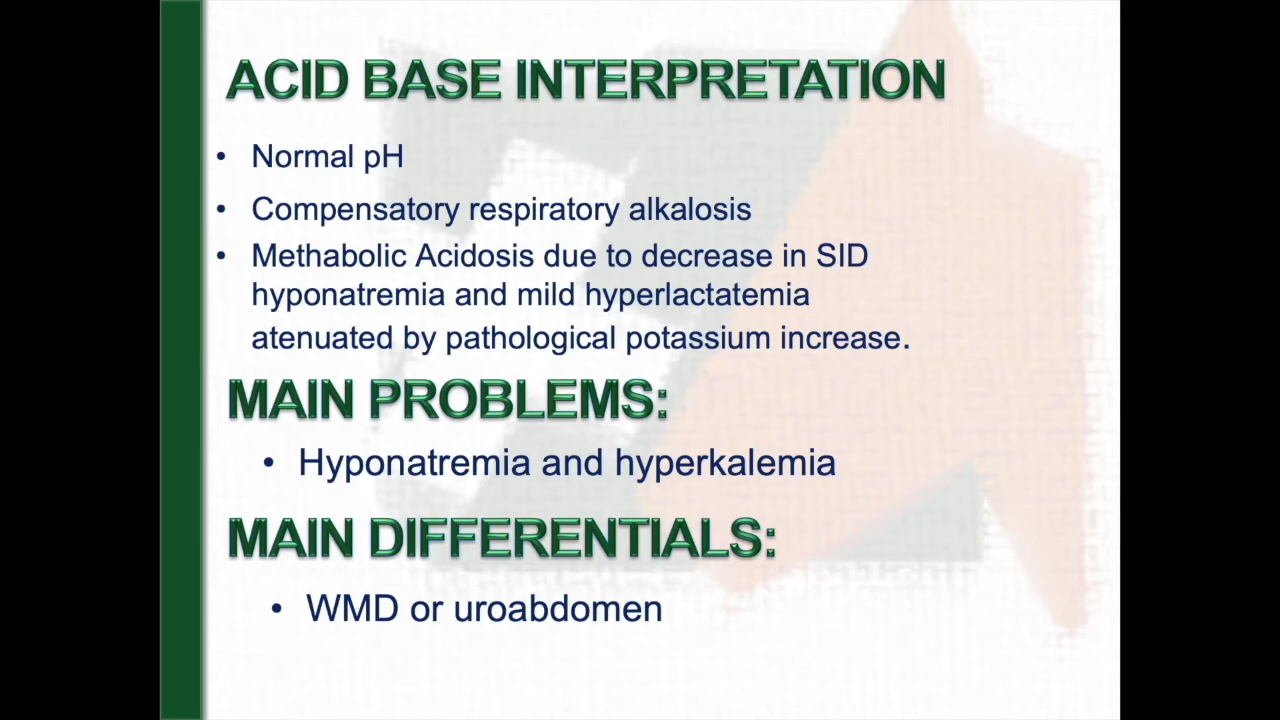 ACID BASE INTERPRETATION
• Normal pH
• Compensatory respiratory alkalosis
• Methabolic Acidosis due to decrease in SID
hyponatremia and mild hyperlactatemia
atenuated by pathological potassium increase.
MAIN PROBLEMS:
• Hyponatremia and hyperkalemia
MAIN DIFFERENTIALS:
• WMD or uroabdomen